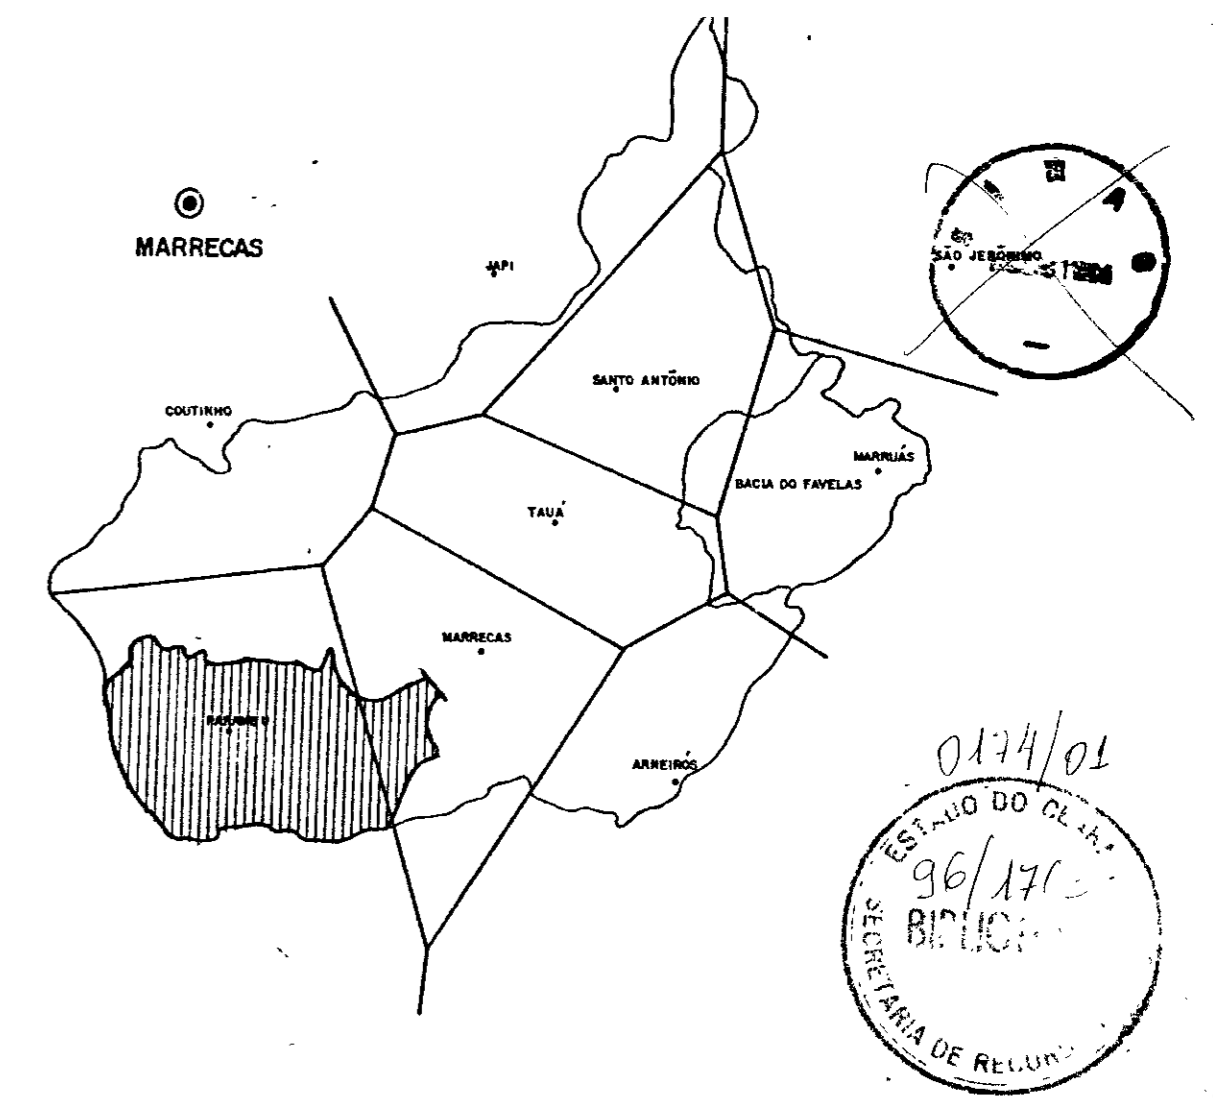 MARRECAS
JAPI
SÃO JERÔNIMO
SANTO ANTÔNIO
COUTINHO
MARRUÁS
BACIA DO FAVELAS
TAUÁ
MARRECAS
ARNEIRÓS
0174/01
DO
96/17
SECRETARIA DE